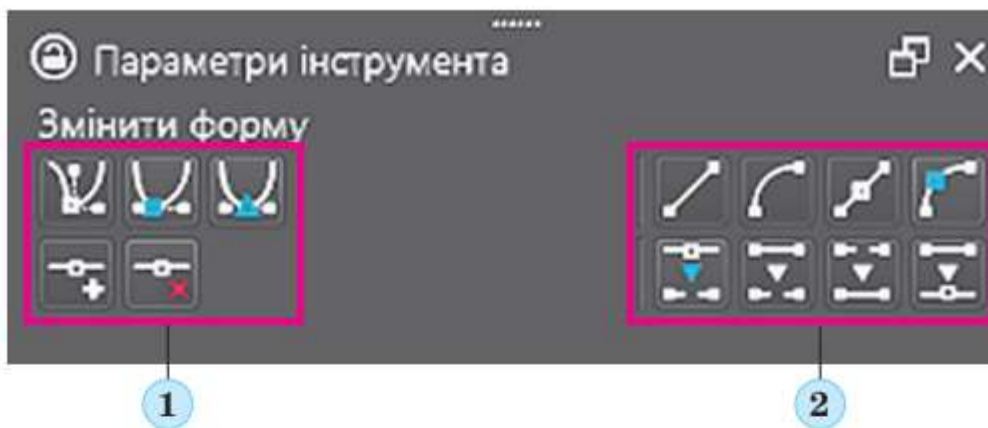 Параметри інструмента
Змінити форму
1
2